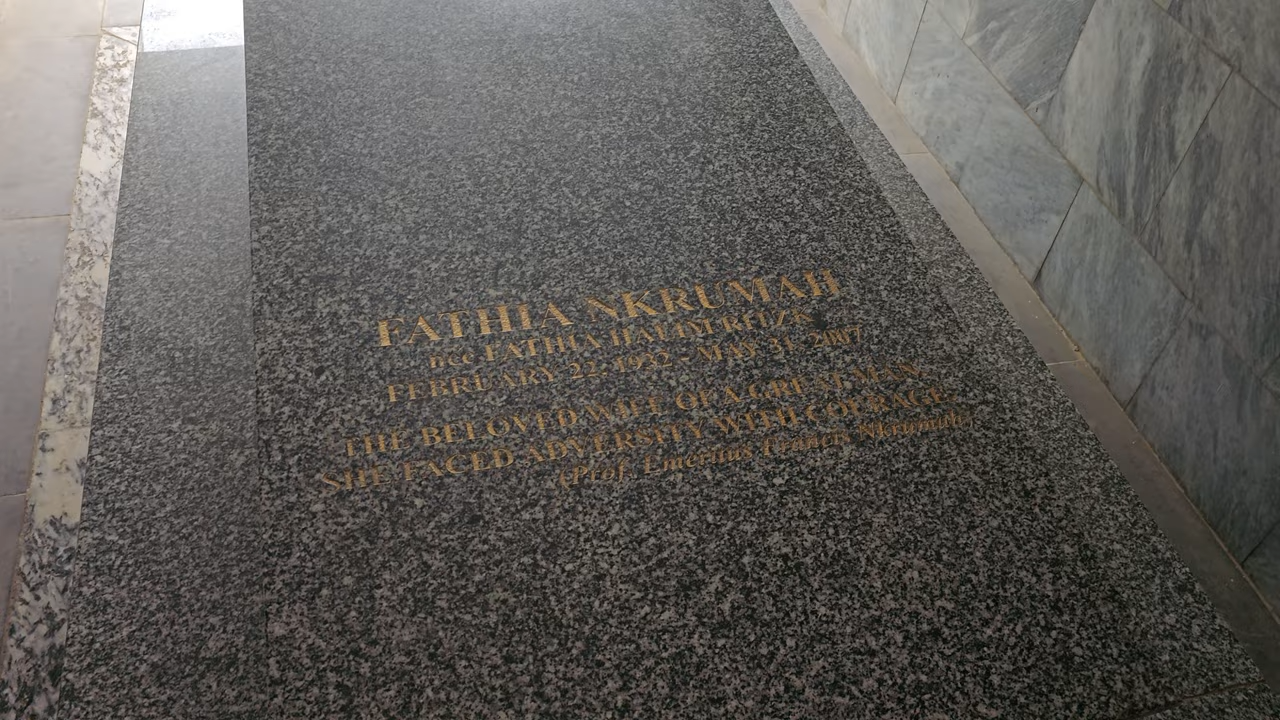 FATHIA NKRUMAH
nee FATHIA HALIM RITZK
FEBRUARY 22, 1932 - MAY 31, 2007
THE BELOVED WIFE OF A GREAT MAN,
SHE FACED ADVERSITY WITH COURAGE.
(Prof. Emeritus Francis Nkrumah)